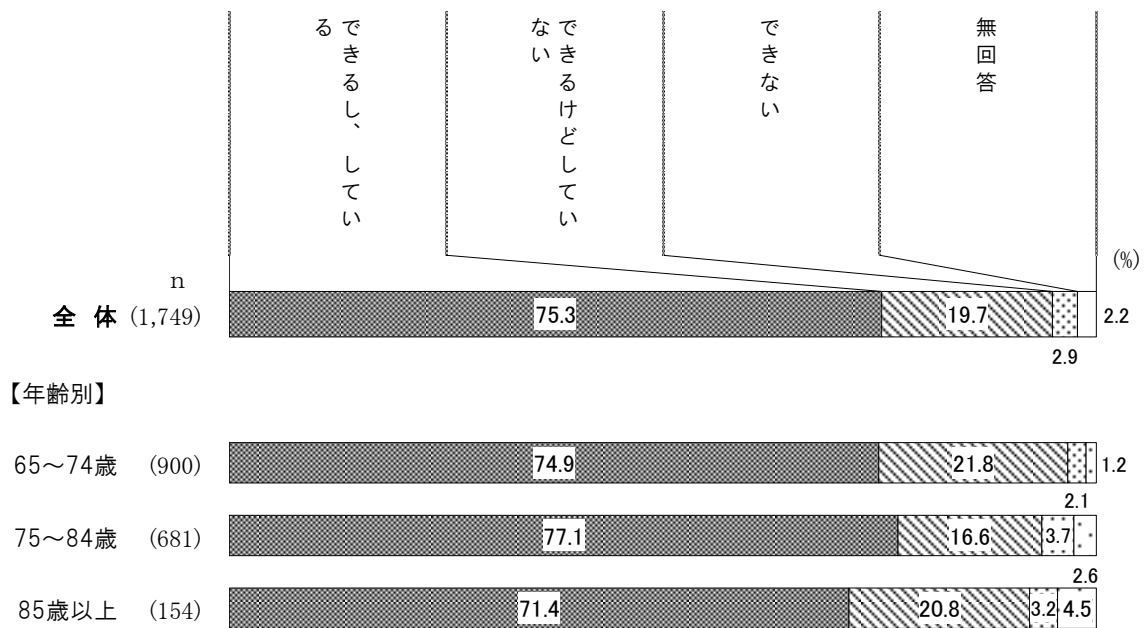 できるし、してい
る
できるけどしてい
ない
できない
無回答
(%)
n
全 体 (1,749) 75.3 19.7 2.2
2.9
【年齢別】
65～74歳 (900) 74.9 21.8 1.2
2.1
75～84歳 (681) 77.1 16.6 3.7
2.6
85歳以上 (154) 71.4 20.8 3.2 4.5